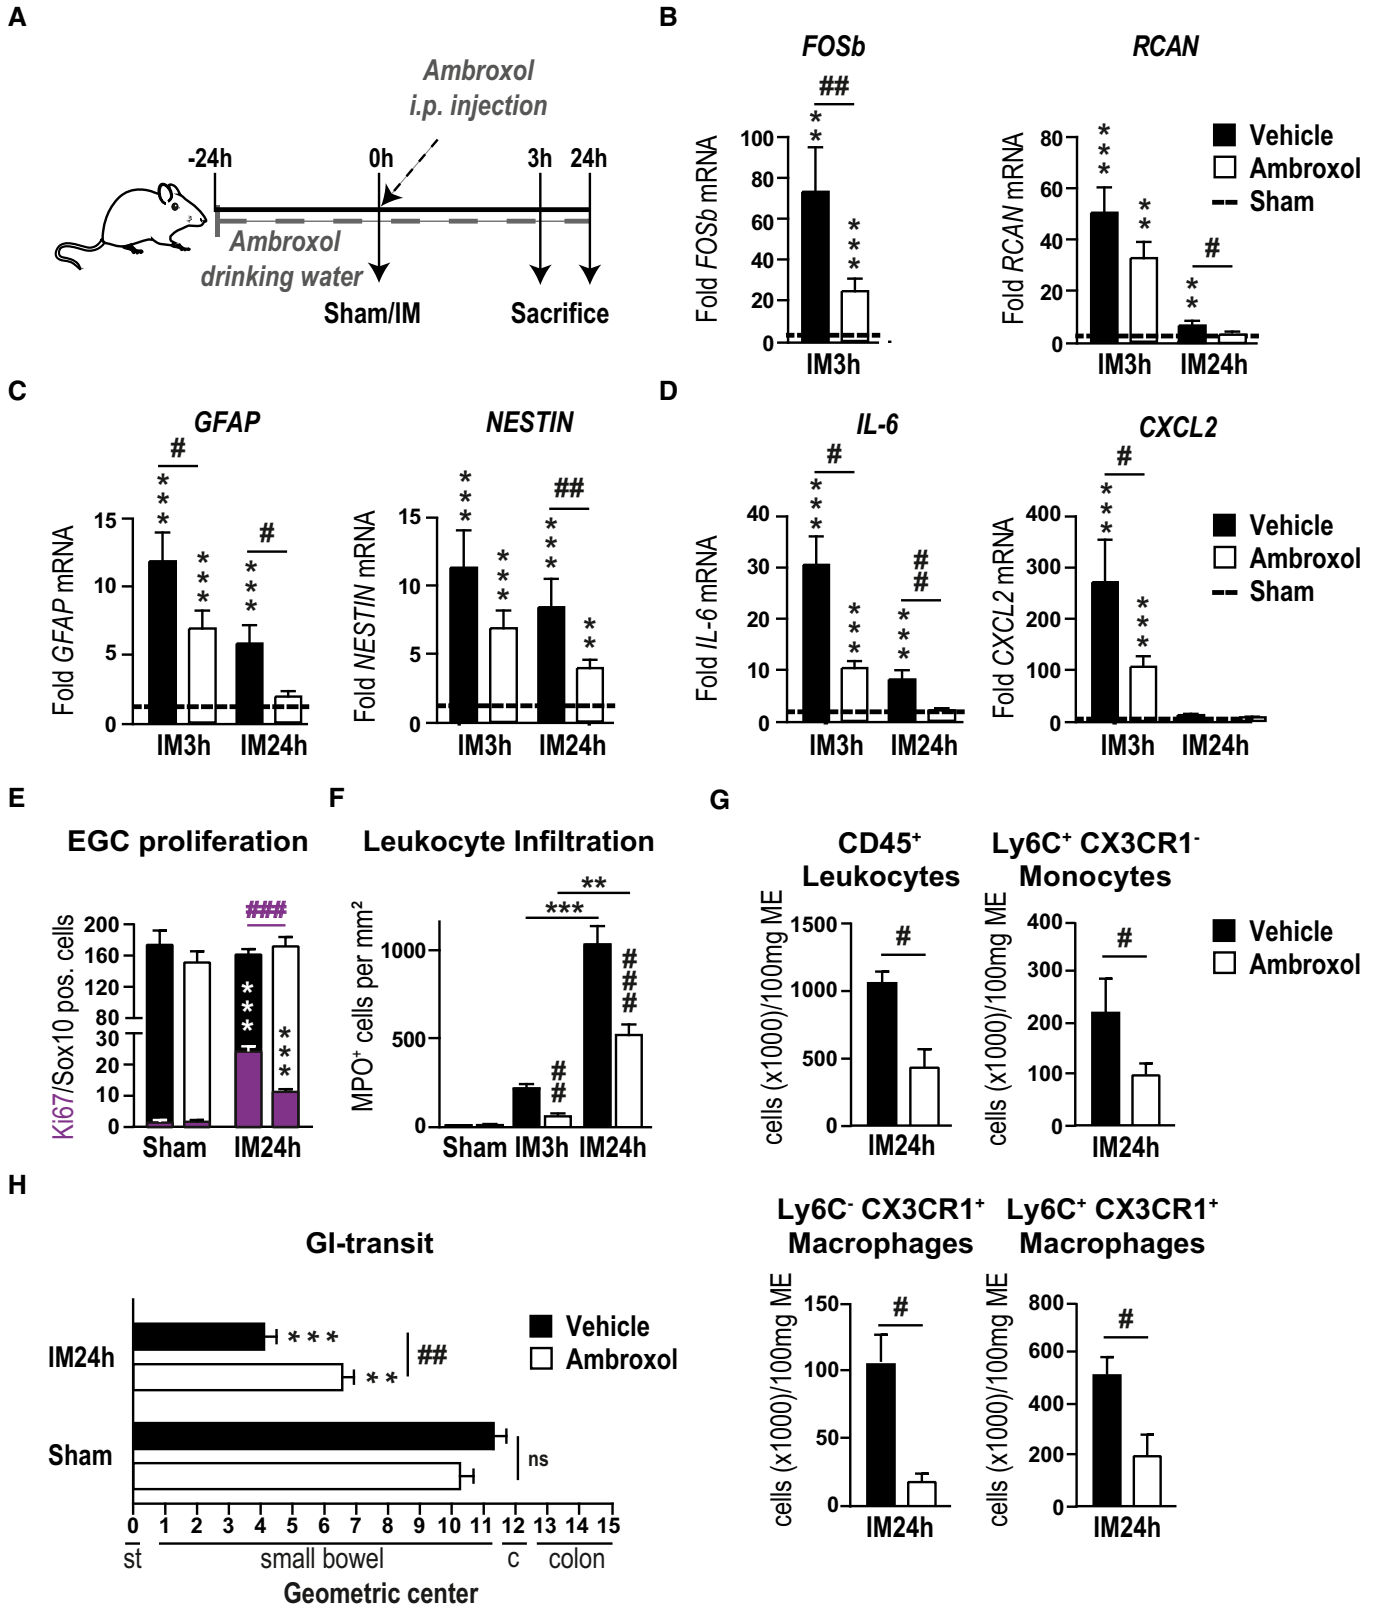 A
Ambroxol
i.p. injection
-24h
0h
3h
24h
Ambroxol
drinking water
Sham/IM
Sacrifice
B
FOSb
##
**
***
Fold FOSb mRNA
100
80
60
40
20
0
IM3h
RCAN
***
**
#
**
Fold RCAN mRNA
80
60
40
20
0
IM3h
IM24h
Vehicle
Ambroxol
Sham
C
GFAP
#
***
***
#
***
Fold GFAP mRNA
15
10
5
0
IM3h
IM24h
NESTIN
***
***
##
***
**
Fold NESTIN mRNA
15
10
5
0
IM3h
IM24h
D
IL-6
#
***
***
##
***
Fold IL-6 mRNA
40
30
20
10
0
IM3h
IM24h
CXCL2
#
***
***
Fold CXCL2 mRNA
400
300
200
100
0
IM3h
IM24h
Vehicle
Ambroxol
Sham
E
EGC proliferation
###
***
***
Ki67/Sox10 pos. cells
200
160
120
80
30
20
10
0
Sham
IM24h
F
Leukocyte Infiltration
**
***
##
###
MPO⁺ cells per mm²
1000
500
0
Sham
IM3h
IM24h
G
CD45⁺
Leukocytes
#
cells (x1000)/100mg ME
1500
1000
500
0
IM24h
Ly6C⁺ CX3CR1⁻
Monocytes
#
cells (x1000)/100mg ME
400
300
200
100
0
IM24h
Vehicle
Ambroxol
Ly6C⁻ CX3CR1⁺
Macrophages
#
cells (x1000)/100mg ME
150
100
50
0
IM24h
Ly6C⁺ CX3CR1⁺
Macrophages
#
cells (x1000)/100mg ME
800
600
400
200
0
IM24h
H
GI-transit
IM24h
***
**
##
Vehicle
Ambroxol
Sham
ns
0 1 2 3 4 5 6 7 8 9 10 11 12 13 14 15
st small bowel c colon
Geometric center